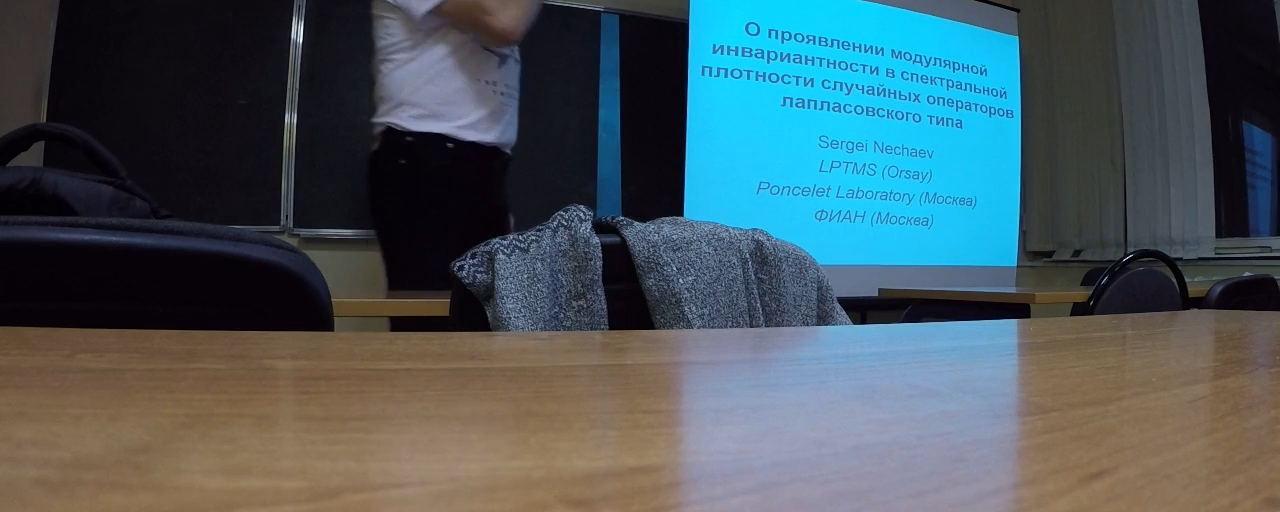 О проявлении модулярной
инвариантности в спектральной
плотности случайных операторов
лапласовского типа
Sergei Nechaev
LPTMS (Orsay)
Poncelet Laboratory (Москва)
ФИАН (Москва)